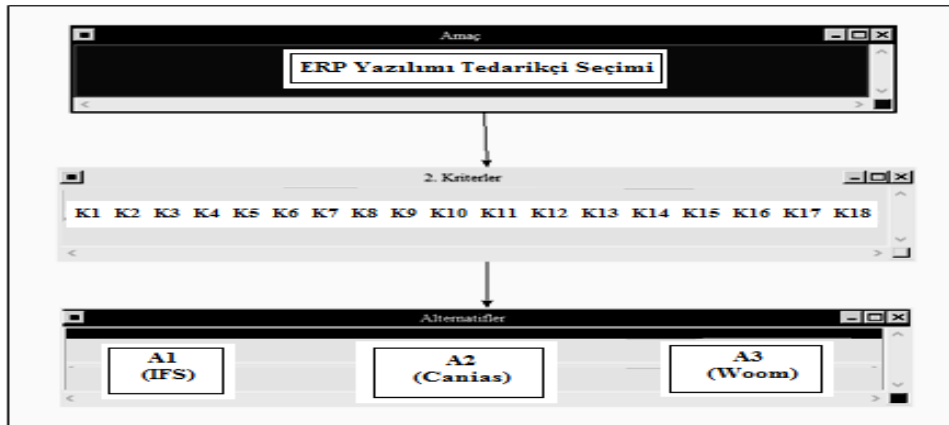 Amaç
ERP Yazılımı Tedarikçi Seçimi
2. Kriterler
K1 K2 K3 K4 K5 K6 K7 K8 K9 K10 K11 K12 K13 K14 K15 K16 K17 K18
Alternatifler
A1 A2 A3
(IFS) (Canias) (Woom)